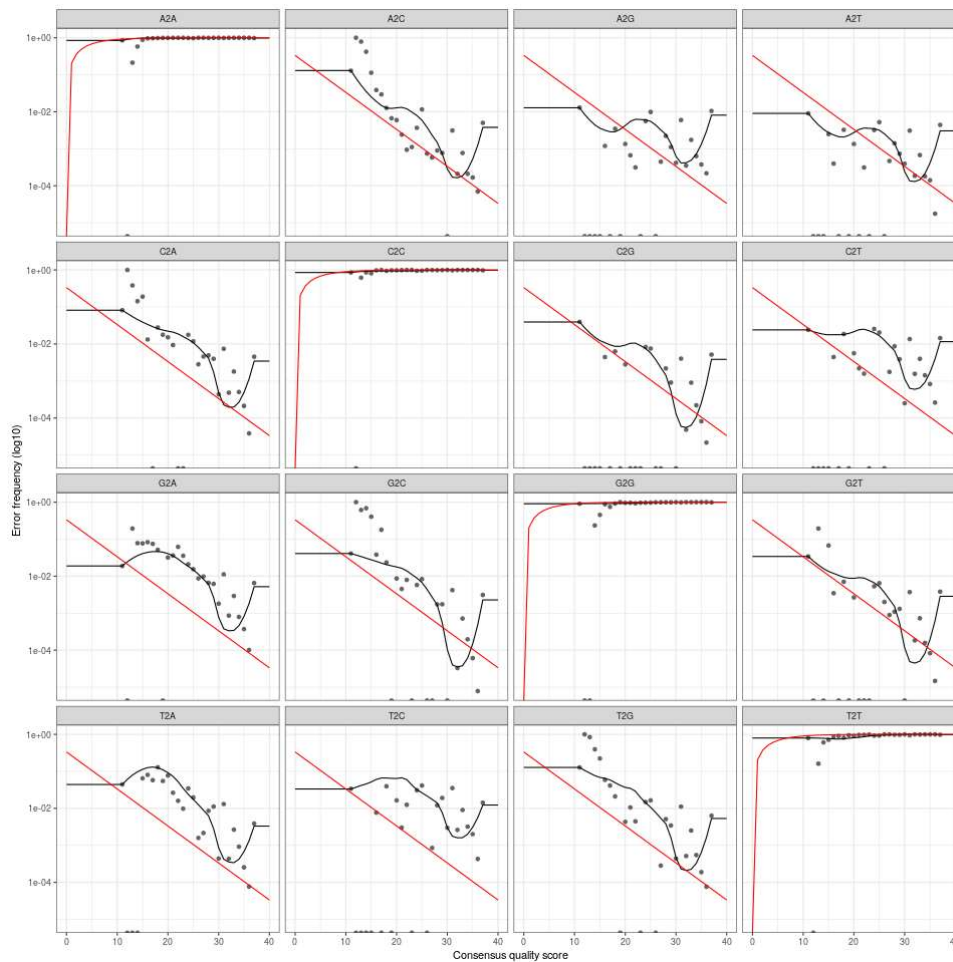 A2A A2C A2G A2T
1e+00
1e-02
1e-04
C2A C2C C2G C2T
1e+00
1e-02
1e-04
Error frequency (log10)
G2A G2C G2G G2T
1e+00
1e-02
1e-04
T2A T2C T2G T2T
1e+00
1e-02
1e-04
0 10 20 30 40 0 10 20 30 40 0 10 20 30 40 0 10 20 30 40
Consensus quality score